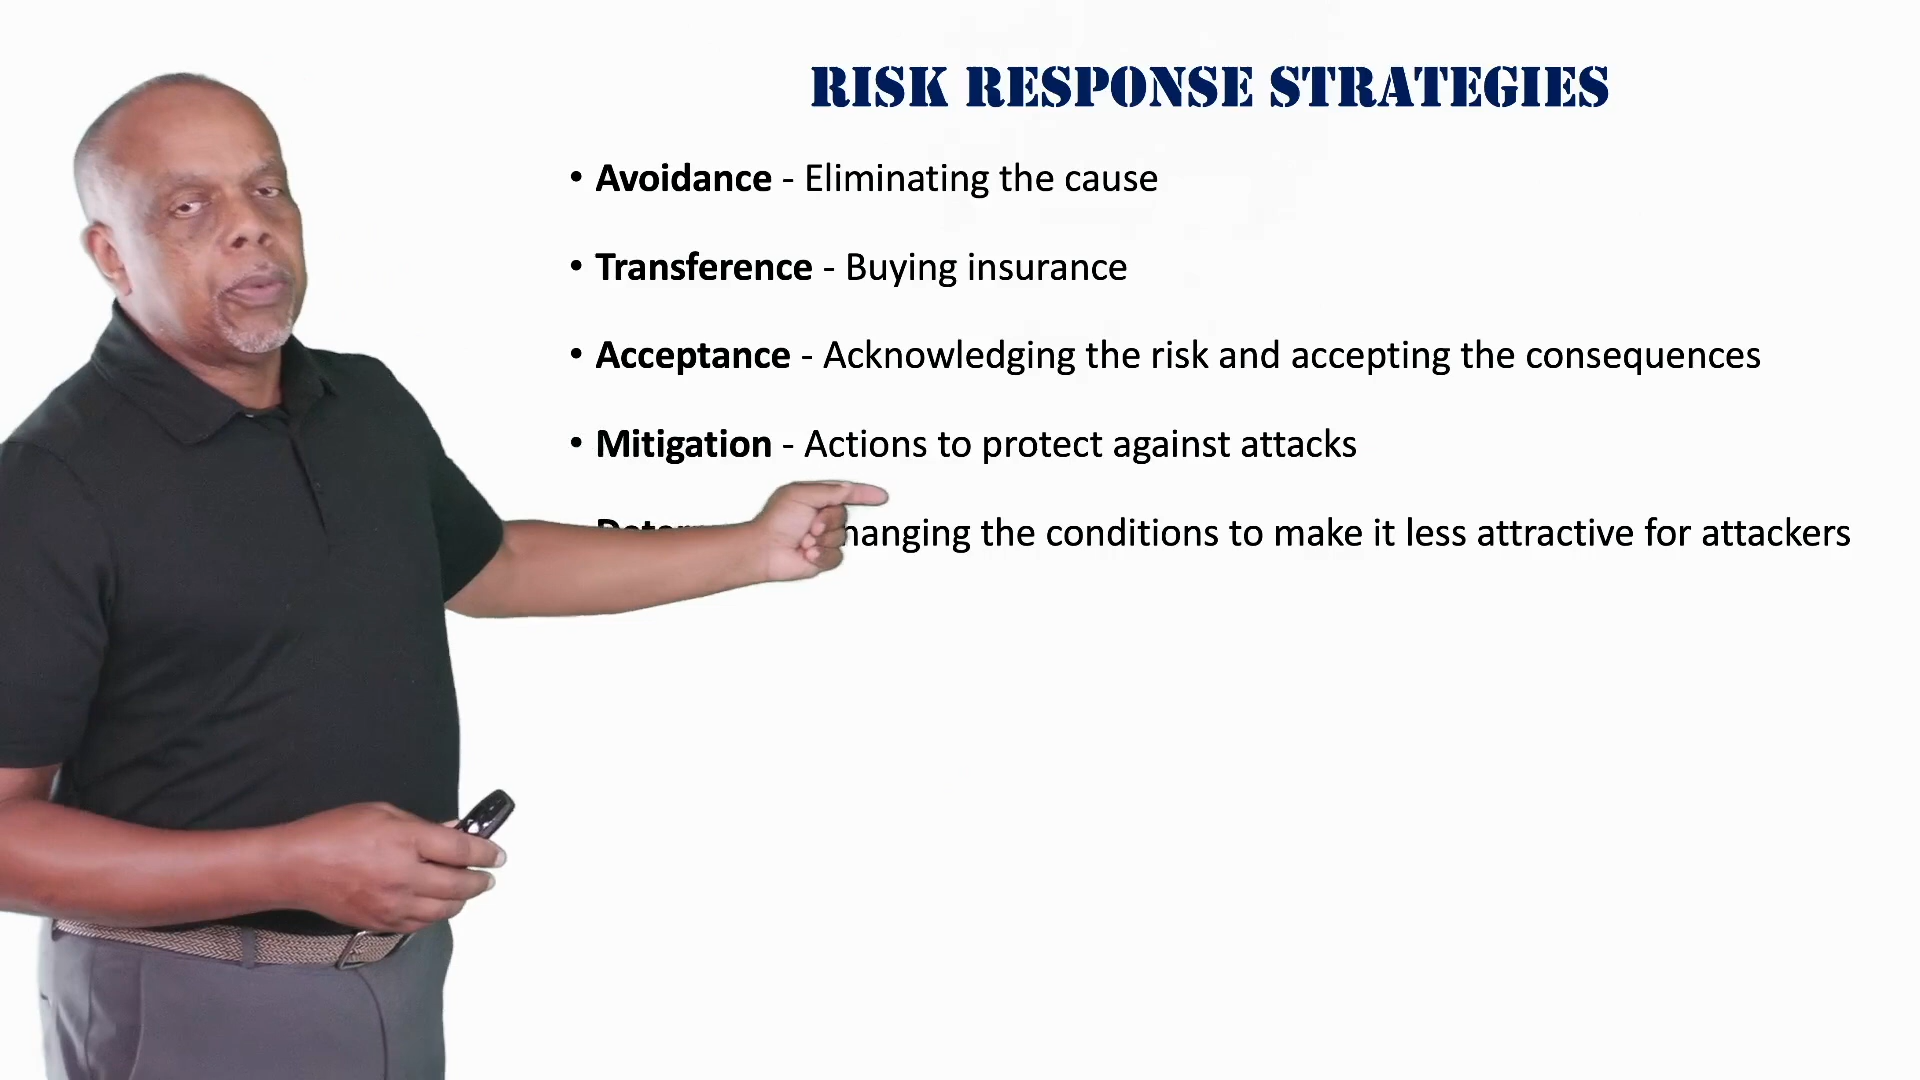 RISK RESPONSE STRATEGIES
• Avoidance - Eliminating the cause
• Transference - Buying insurance
• Acceptance - Acknowledging the risk and accepting the consequences
• Mitigation - Actions to protect against attacks
the conditions to make it less attractive for attackers